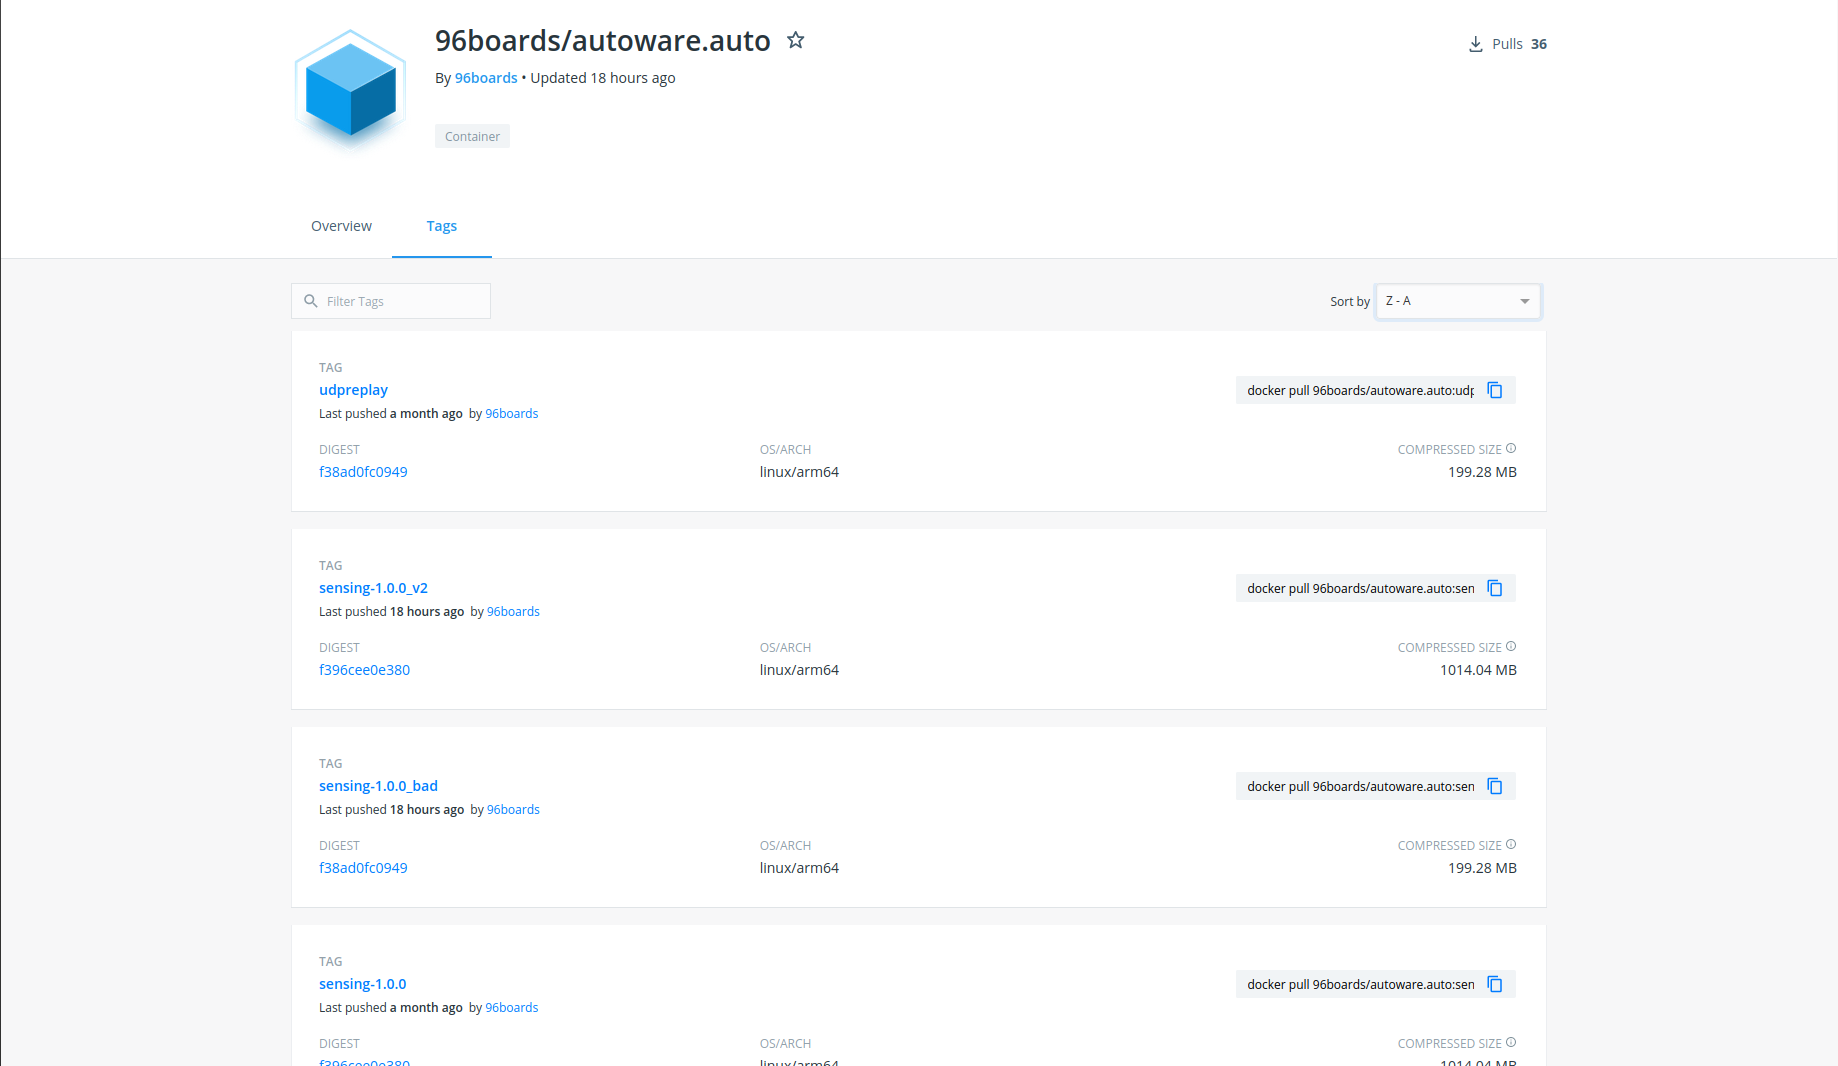 96boards/autoware.auto
Pulls 36
By 96boards • Updated 18 hours ago
Container
Overview
Tags
Filter Tags
Sort by Z - A
TAG
udpreplay
docker pull 96boards/autoware.auto:udp
Last pushed a month ago by 96boards
DIGEST OS/ARCH COMPRESSED SIZE
f38ad0fc0949 linux/arm64 199.28 MB
TAG
sensing-1.0.0_v2
docker pull 96boards/autoware.auto:sen
Last pushed 18 hours ago by 96boards
DIGEST OS/ARCH COMPRESSED SIZE
f396cee0e380 linux/arm64 1014.04 MB
TAG
sensing-1.0.0_bad
docker pull 96boards/autoware.auto:sen
Last pushed 18 hours ago by 96boards
DIGEST OS/ARCH COMPRESSED SIZE
f38ad0fc0949 linux/arm64 199.28 MB
TAG
sensing-1.0.0
docker pull 96boards/autoware.auto:sen
Last pushed a month ago by 96boards
DIGEST OS/ARCH COMPRESSED SIZE
f396cee0e380 linux/arm64 1014.04 MB